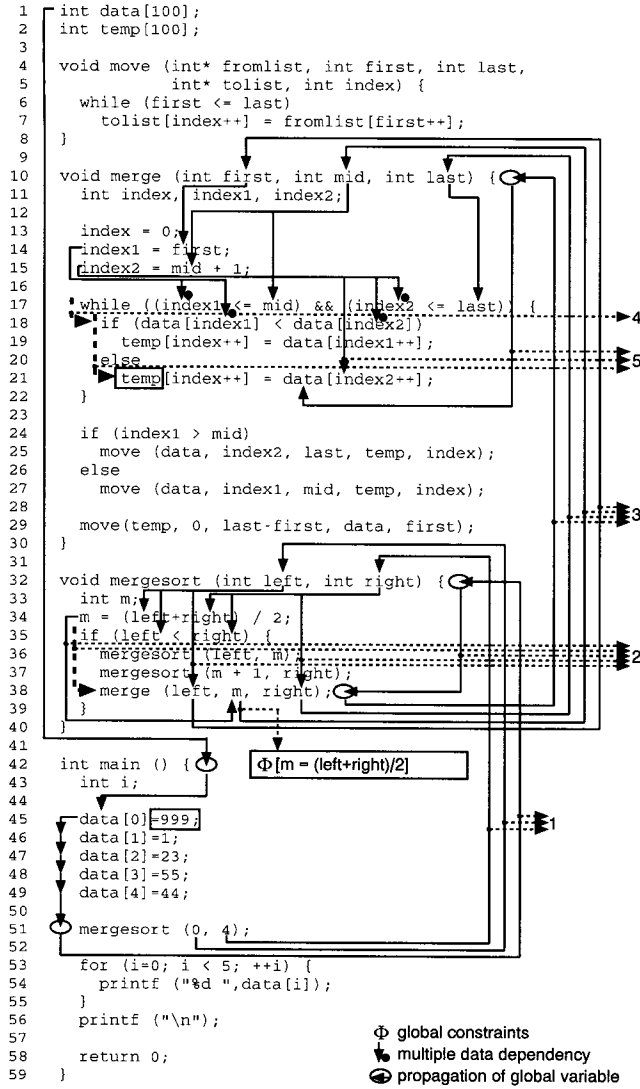 1 int data[100];
2 int temp[100];
3
4 void move (int* fromlist, int first, int last,
5 int* tolist, int index) {
6 while (first <= last)
7 tolist[index++] = fromlist[first++];
8 }
9
10 void merge (int first, int mid, int last) {
11 int index, index1, index2;
12
13 index = 0;
14 index1 = first;
15 index2 = mid + 1;
16
17 while ((index1 <= mid) && (index2 <= last)) {
18 if (data[index1] < data[index2]) 4
19 temp[index++] = data[index1++];
20 else 5
21 temp[index++] = data[index2++];
22 }
23
24 if (index1 > mid)
25 move (data, index2, last, temp, index);
26 else
27 move (data, index1, mid, temp, index);
28 3
29 move(temp, 0, last-first, data, first);
30 }
31
32 void mergesort (int left, int right) {
33 int m;
34 m = (left+right) / 2;
35 if (left < right) {
36 mergesort (left, m); 2
37 mergesort (m + 1, right);
38 merge (left, m, right);
39 }
40 }
41 Φ[m = (left+right)/2]
42 int main () {
43 int i;
44
45 data[0]=999; 1
46 data[1]=1;
47 data[2]=23;
48 data[3]=55;
49 data[4]=44;
50
51 mergesort (0, 4);
52
53 for (i=0; i < 5; ++i) {
54 printf ("%d ",data[i]);
55 }
56 printf ("\n");
57
58 return 0;
59 }
Φ global constraints
multiple data dependency
propagation of global variable